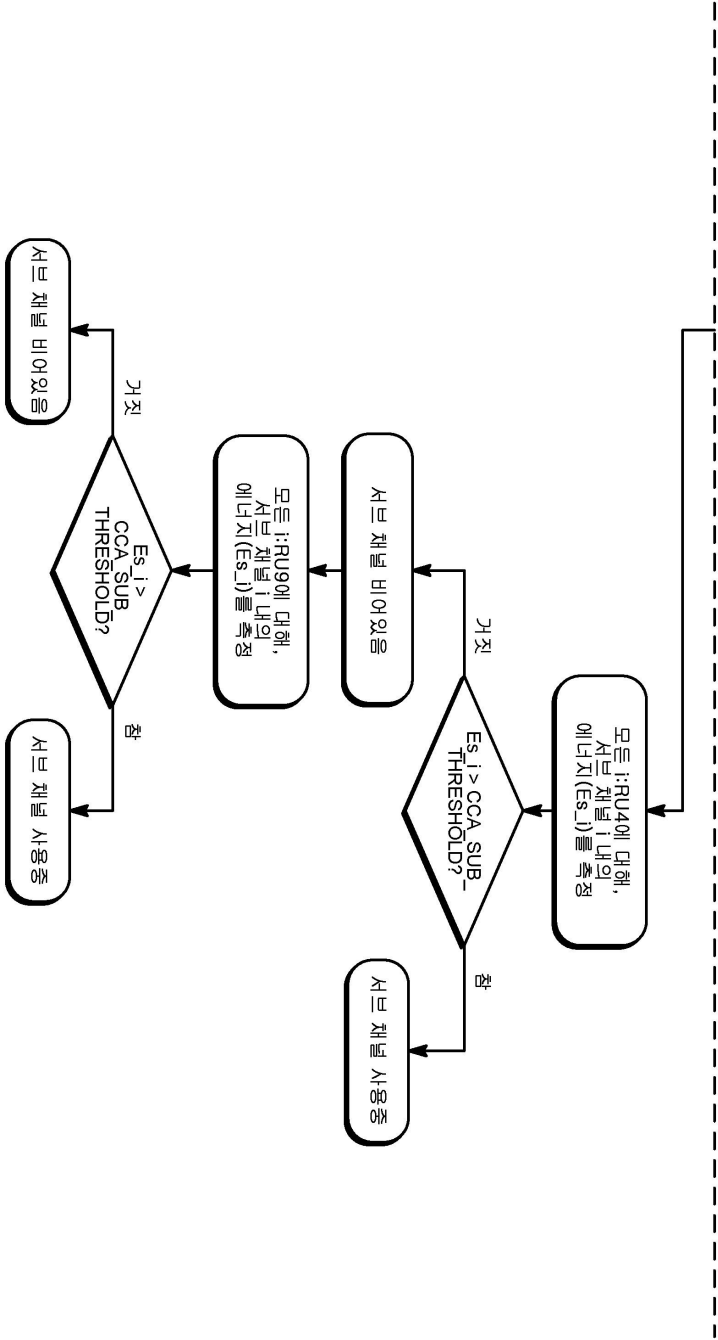 모든 i:RU4에 대해,
서브 채널 i 내의
에너지(Es_i)를 측정
Es_i > CCA_SUB_
THRESHOLD?
거짓
참
서브 채널 비어있음
서브 채널 사용중
모든 i:RU9에 대해,
서브 채널 i 내의
에너지(Es_i)를 측정
Es_i >
CCA_SUB_
THRESHOLD?
거짓
참
서브 채널 비어있음
서브 채널 사용중